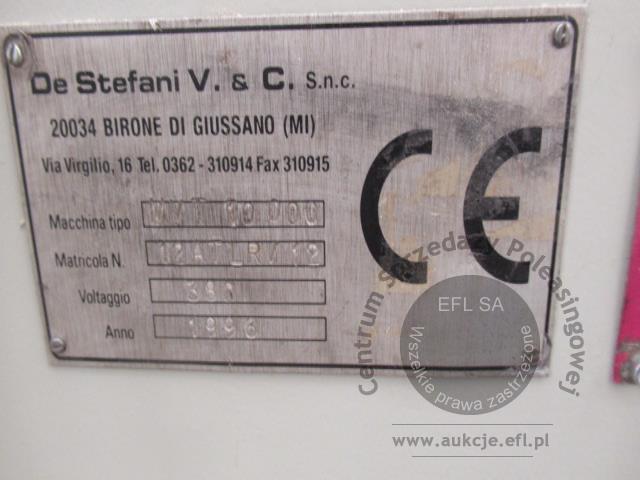 De Stefani V. & C. S.n.c.
20034 BIRONE DI GIUSSANO (MI)
Via Virgilio, 16 Tel. 0362 - 310914 Fax 310915
Macchina tipo
Matricola N.
Voltaggio
Anno 1996
CE
Centrum Sprzedaży Poleasingowej
EFL SA
Wszelkie prawa zastrzeżone
www.aukcje.efl.pl